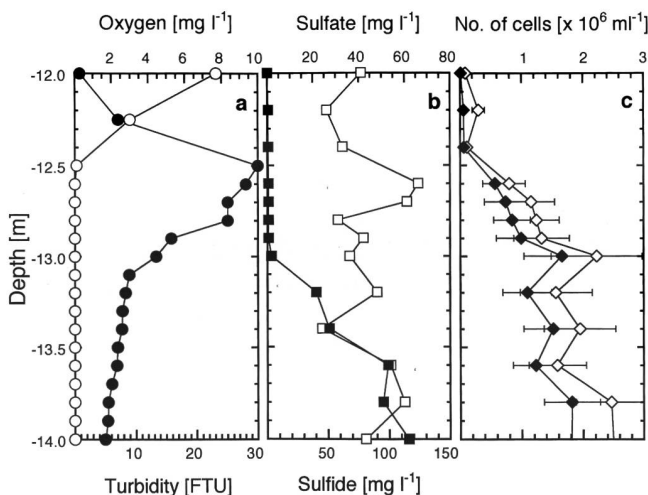 Oxygen [mg l⁻¹] Sulfate [mg l⁻¹] No. of cells [x 10⁶ ml⁻¹]
2 4 6 8 10 20 40 60 80 1 2 3
a b c
Depth [m]
-12.0
-12.5
-13.0
-13.5
-14.0
10 20 30 50 100 150
Turbidity [FTU] Sulfide [mg l⁻¹]